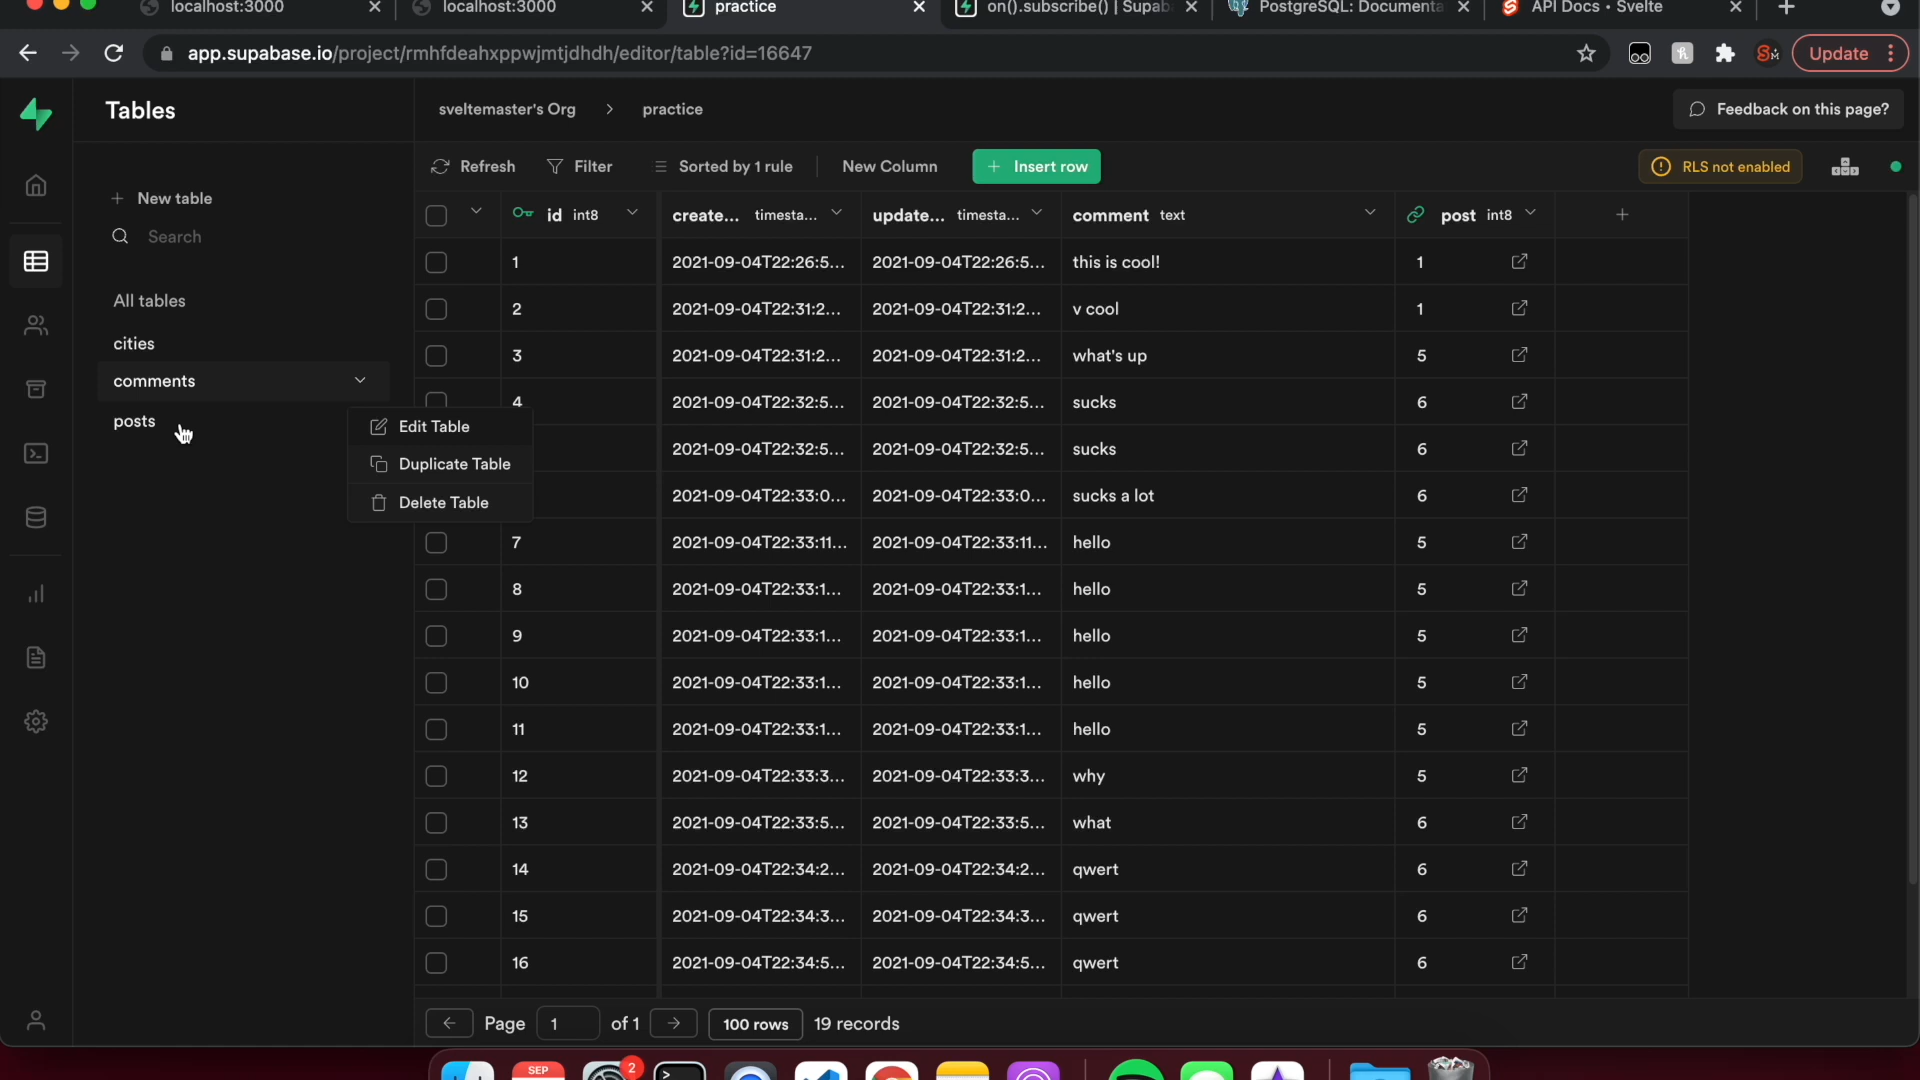 localhost:3000
localhost:3000
practice
on().subscribe() | Supab
PostgreSQL: Documenta
API Docs • Svelte
app.supabase.io/project/rmhfdeahxppwjmtjdhdh/editor/table?id=16647
Update
Tables
sveltemaster's Org > practice
Feedback on this page?
Refresh Filter Sorted by 1 rule New Column + Insert row RLS not enabled
+ New table
Search
All tables
cities
comments
posts
Edit Table
Duplicate Table
Delete Table
id int8 create... timesta... update... timesta... comment text post int8
1 2021-09-04T22:26:5... 2021-09-04T22:26:5... this is cool! 1
2 2021-09-04T22:31:2... 2021-09-04T22:31:2... v cool 1
3 2021-09-04T22:31:2... 2021-09-04T22:31:2... what's up 5
4 2021-09-04T22:32:5... 2021-09-04T22:32:5... sucks 6
2021-09-04T22:32:5... 2021-09-04T22:32:5... sucks 6
2021-09-04T22:33:0... 2021-09-04T22:33:0... sucks a lot 6
7 2021-09-04T22:33:11... 2021-09-04T22:33:11... hello 5
8 2021-09-04T22:33:1... 2021-09-04T22:33:1... hello 5
9 2021-09-04T22:33:1... 2021-09-04T22:33:1... hello 5
10 2021-09-04T22:33:1... 2021-09-04T22:33:1... hello 5
11 2021-09-04T22:33:1... 2021-09-04T22:33:1... hello 5
12 2021-09-04T22:33:3... 2021-09-04T22:33:3... why 5
13 2021-09-04T22:33:5... 2021-09-04T22:33:5... what 6
14 2021-09-04T22:34:2... 2021-09-04T22:34:2... qwert 6
15 2021-09-04T22:34:3... 2021-09-04T22:34:3... qwert 6
16 2021-09-04T22:34:5... 2021-09-04T22:34:5... qwert 6
Page 1 of 1 100 rows 19 records
SEP
2